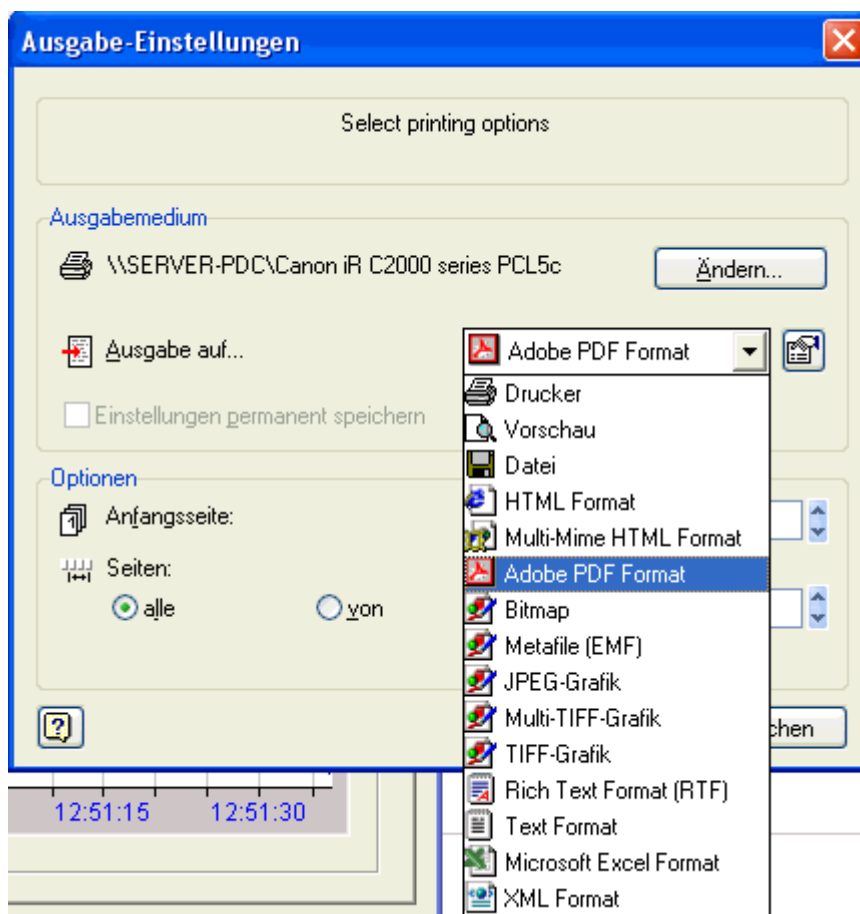 Ausgabe-Einstellungen
Select printing options
Ausgabemedium
\\SERVER-PDC\Canon iR C2000 series PCL5c
Ändern...
Ausgabe auf...
Adobe PDF Format
Einstellungen permanent speichern
Drucker
Vorschau
Datei
HTML Format
Multi-Mime HTML Format
Adobe PDF Format
Bitmap
Metafile (EMF)
JPEG-Grafik
Multi-TIFF-Grafik
TIFF-Grafik
Rich Text Format (RTF)
Text Format
Microsoft Excel Format
XML Format
Optionen
Anfangsseite:
Seiten:
alle
von
12:51:15
12:51:30